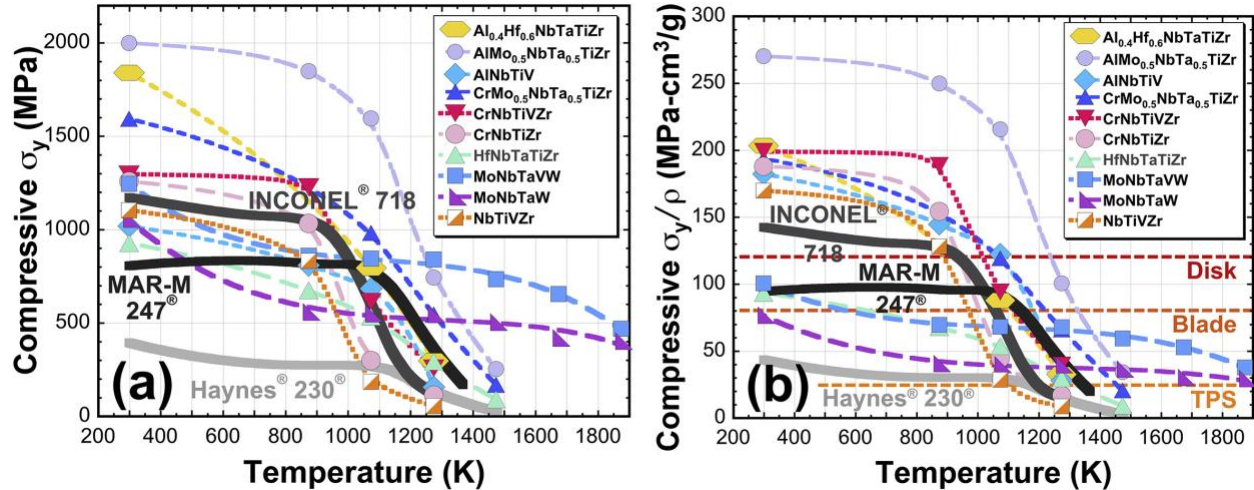 Compressive σy (MPa)
2000
1500
1000
500
0
200 400 600 800 1000 1200 1400 1600 1800
Temperature (K)
(a)
Al0.4Hf0.6NbTaTiZr
AlMo0.5NbTa0.5TiZr
AlNbTiV
CrMo0.5NbTa0.5TiZr
CrNbTiVZr
CrNbTiZr
HfNbTaTiZr
MoNbTaVW
MoNbTaW
NbTiVZr
INCONEL® 718
MAR-M
247®
Haynes® 230®
Compressive σy/ρ (MPa-cm³/g)
300
250
200
150
100
50
0
200 400 600 800 1000 1200 1400 1600 1800
Temperature (K)
(b)
Al0.4Hf0.6NbTaTiZr
AlMo0.5NbTa0.5TiZr
AlNbTiV
CrMo0.5NbTa0.5TiZr
CrNbTiVZr
CrNbTiZr
HfNbTaTiZr
MoNbTaVW
MoNbTaW
NbTiVZr
INCONEL®
718
MAR-M
247®
Disk
Blade
TPS
Haynes® 230®